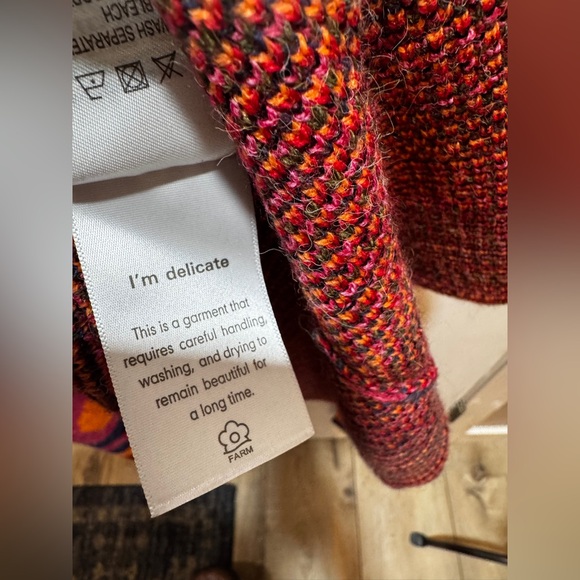 WASH SEPARATE
BLEACH
I'm delicate
This is a garment that
requires careful handling,
washing, and drying to
remain beautiful for
a long time.
FARM